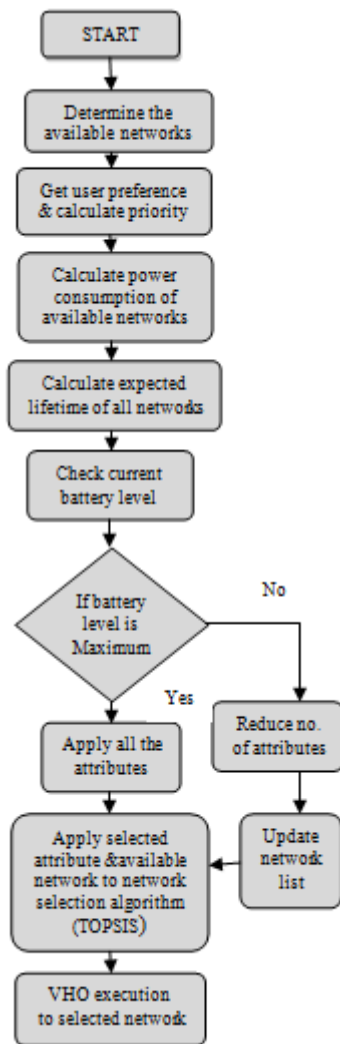 START
Determine the
available networks
Get user preference
& calculate priority
Calculate power
consumption of
available networks
Calculate expected
lifetime of all networks
Check current
battery level
If battery
level is
Maximum
No
Yes
Apply all the
attributes
Reduce no.
of attributes
Update
network
list
Apply selected
attribute &available
network to network
selection algorithm
(TOPSIS)
VHO execution
to selected network